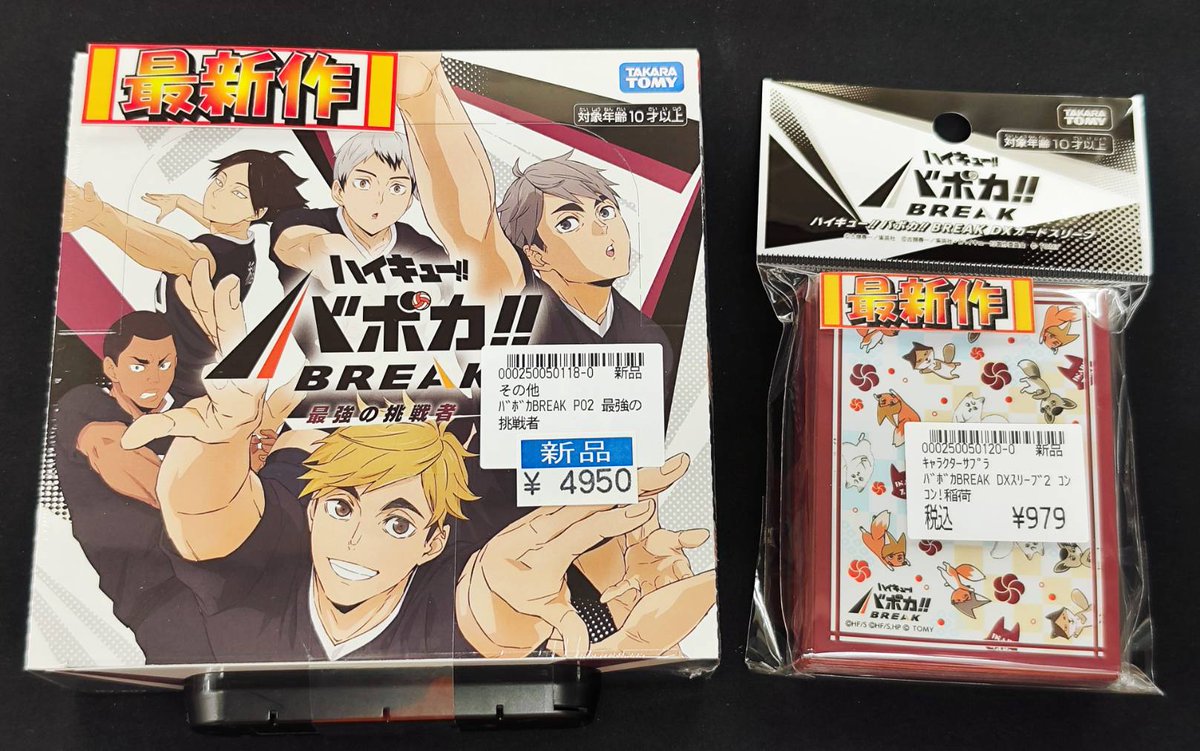 最新作
TAKARA
TOMY
対象年齢10才以上
ハイキュー!!
バボカ!!
BREAK
最強の挑戦者
000250050118-0 新品
その他
ﾊﾞﾎﾞｶBREAK P02 最強の
挑戦者
新品
¥ 4950
TAKARA
TOMY
対象年齢10才以上
ハイキュー!!
バボカ!!
BREAK
ハイキュー!!バボカ!! BREAK DXカードスリーブ
最新作
000250050120-0 新品
ｷｬﾗｸﾀｰｻﾌﾟﾗ
ﾊﾞﾎﾞｶBREAK DXｽﾘｰﾌﾞ2 ｺﾝ
ｺﾝ!稲荷
税込 ¥979
ハイキュー!!
バボカ!!
BREAK
©HF/S ©HF/S,HP © TOMY